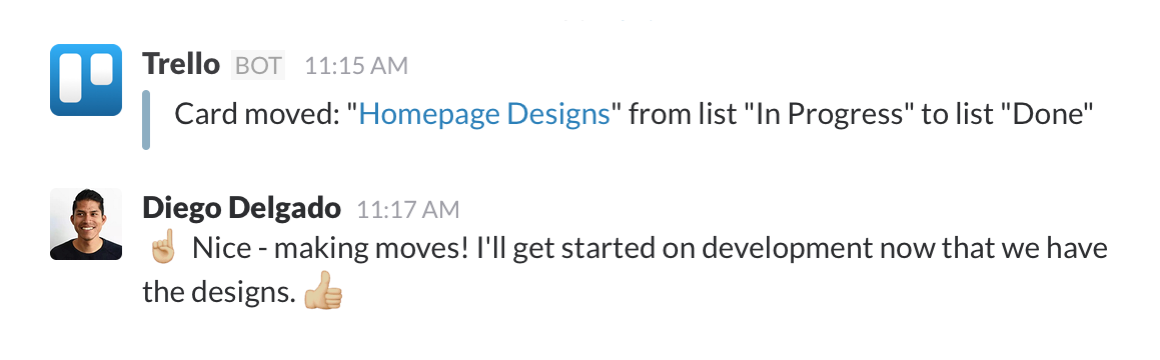 Trello BOT 11:15 AM
Card moved: "Homepage Designs" from list "In Progress" to list "Done"
Diego Delgado 11:17 AM
☝🏼 Nice - making moves! I'll get started on development now that we have
the designs. 👍🏼